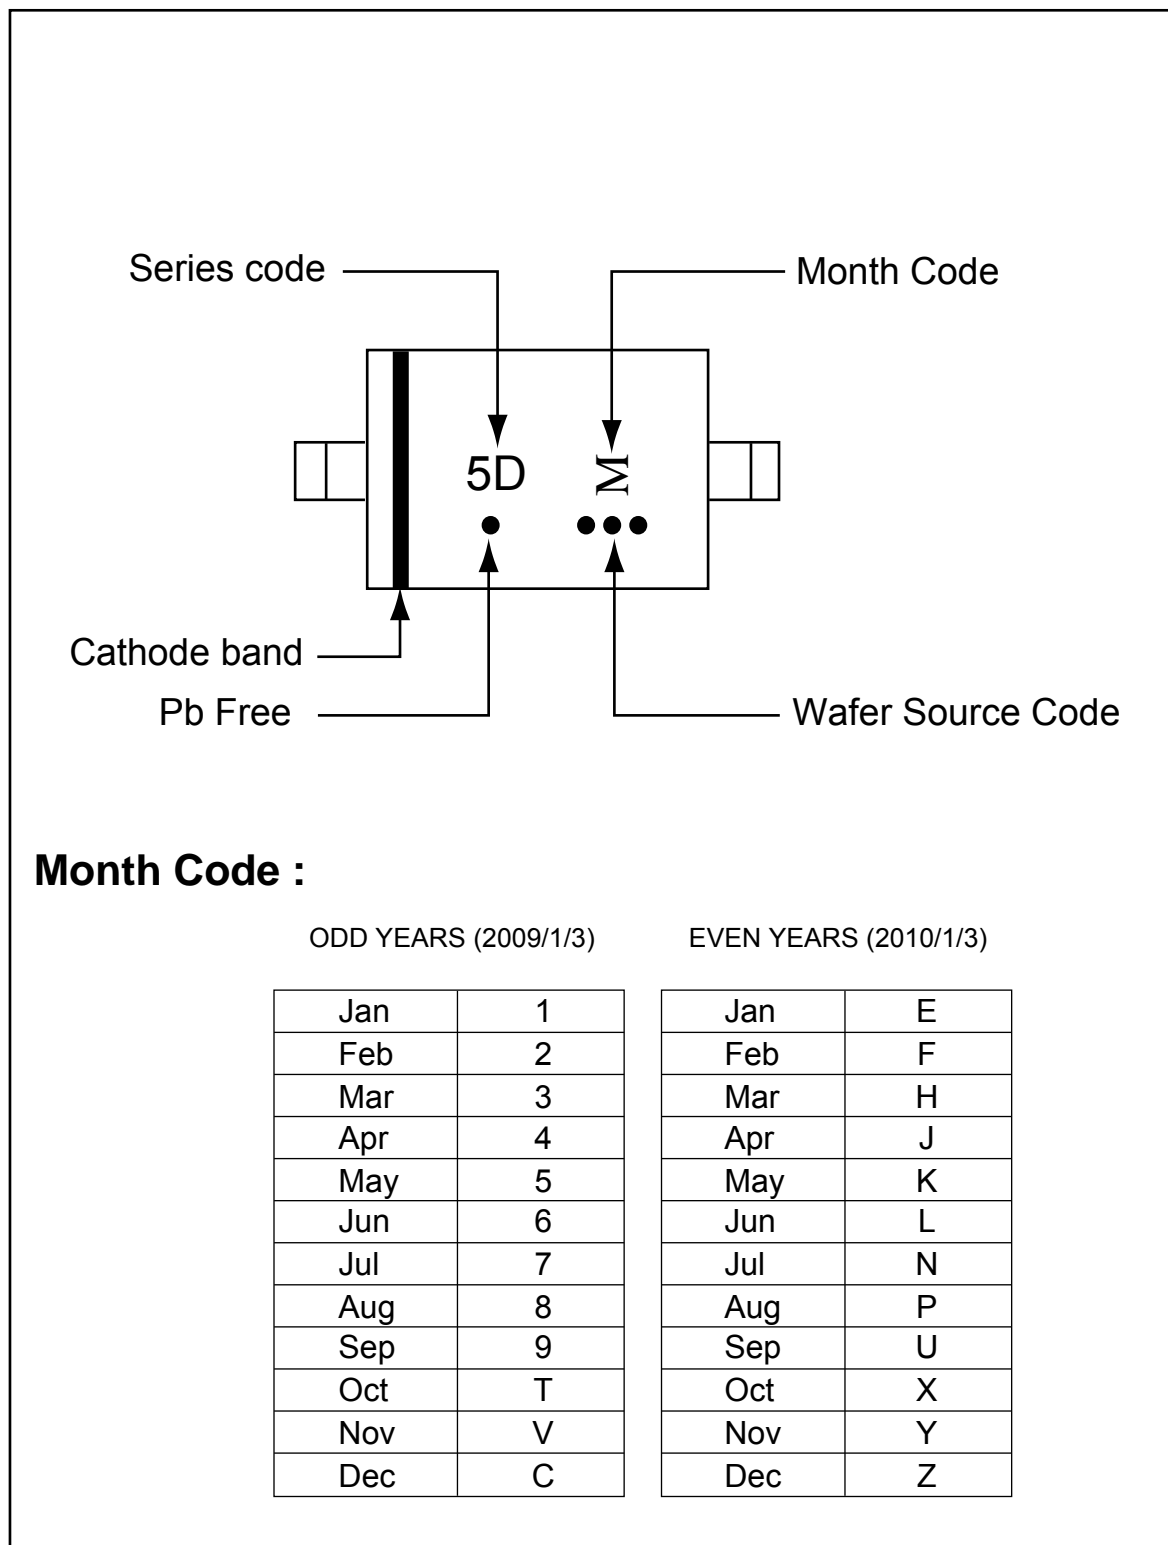 Series code
Month Code
5D
M
Cathode band
Pb Free
Wafer Source Code
Month Code :
ODD YEARS (2009/1/3)
EVEN YEARS (2010/1/3)
Jan 1
Feb 2
Mar 3
Apr 4
May 5
Jun 6
Jul 7
Aug 8
Sep 9
Oct T
Nov V
Dec C
Jan E
Feb F
Mar H
Apr J
May K
Jun L
Jul N
Aug P
Sep U
Oct X
Nov Y
Dec Z